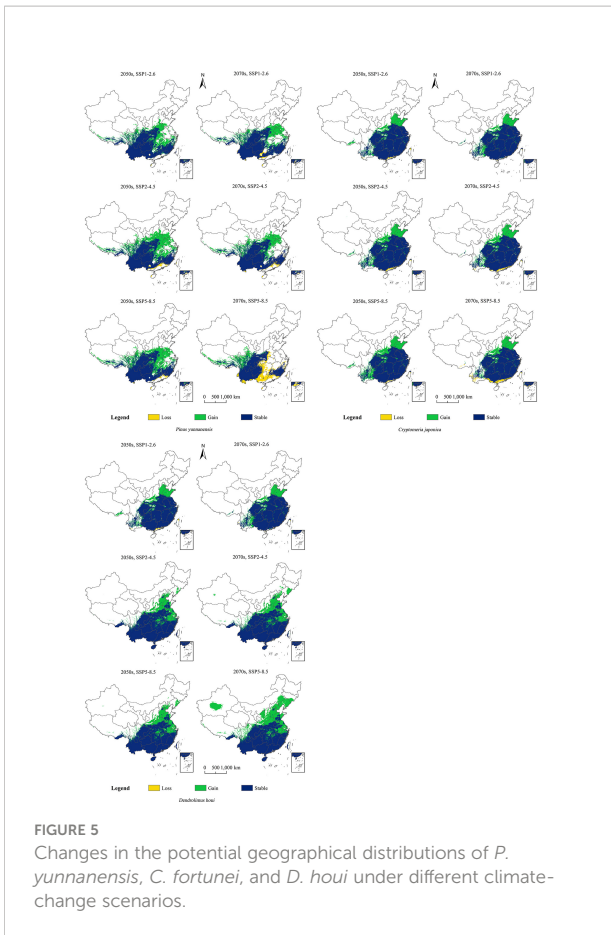 2050s, SSP1-2.6
N
2070s, SSP1-2.6
2050s, SSP1-2.6
N
2070s, SSP1-2.6
2050s, SSP2-4.5
2070s, SSP2-4.5
2050s, SSP2-4.5
2070s, SSP2-4.5
2050s, SSP5-8.5
2070s, SSP5-8.5
2050s, SSP5-8.5
2070s, SSP5-8.5
0 500 1,000 km
0 500 1,000 km
Legend Loss Gain Stable
Legend Loss Gain Stable
Pinus yunnanensis
Cryptomeria japonica
2050s, SSP1-2.6
N
2070s, SSP1-2.6
2050s, SSP2-4.5
2070s, SSP2-4.5
2050s, SSP5-8.5
2070s, SSP5-8.5
0 500 1,000 km
Legend Loss Gain Stable
Dendrolimus houi
FIGURE 5
Changes in the potential geographical distributions of P.
yunnanensis, C. fortunei, and D. houi under different climate-
change scenarios.